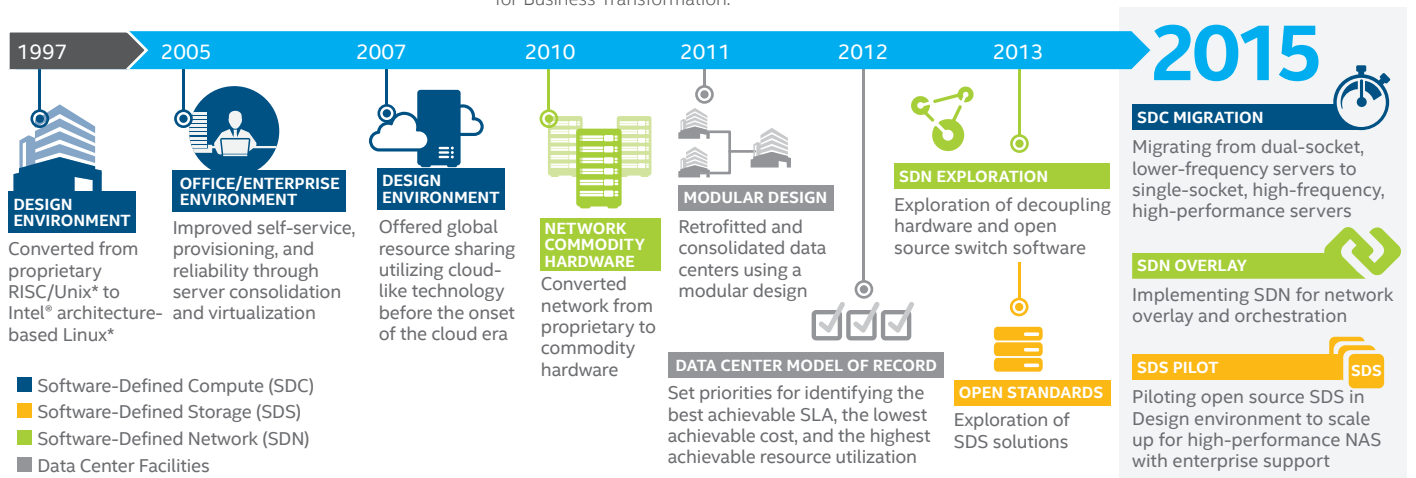 for Business Transformation.
1997
2005
2007
2010
2011
2012
2013
2015
DESIGN
ENVIRONMENT
Converted from
proprietary
RISC/Unix* to
Intel® architecture-
based Linux*
OFFICE/ENTERPRISE
ENVIRONMENT
Improved self-service,
provisioning, and
reliability through
server consolidation
and virtualization
DESIGN
ENVIRONMENT
Offered global
resource sharing
utilizing cloud-
like technology
before the onset
of the cloud era
NETWORK
COMMODITY
HARDWARE
Converted
network from
proprietary to
commodity
hardware
MODULAR DESIGN
Retrofitted and
consolidated data
centers using a
modular design
DATA CENTER MODEL OF RECORD
Set priorities for identifying the
best achievable SLA, the lowest
achievable cost, and the highest
achievable resource utilization
SDN EXPLORATION
Exploration of decoupling
hardware and open
source switch software
OPEN STANDARDS
Exploration of
SDS solutions
SDC MIGRATION
Migrating from dual-socket,
lower-frequency servers to
single-socket, high-frequency,
high-performance servers
SDN OVERLAY
Implementing SDN for network
overlay and orchestration
SDS PILOT
SDS
Piloting open source SDS in
Design environment to scale
up for high-performance NAS
with enterprise support
Software-Defined Compute (SDC)
Software-Defined Storage (SDS)
Software-Defined Network (SDN)
Data Center Facilities